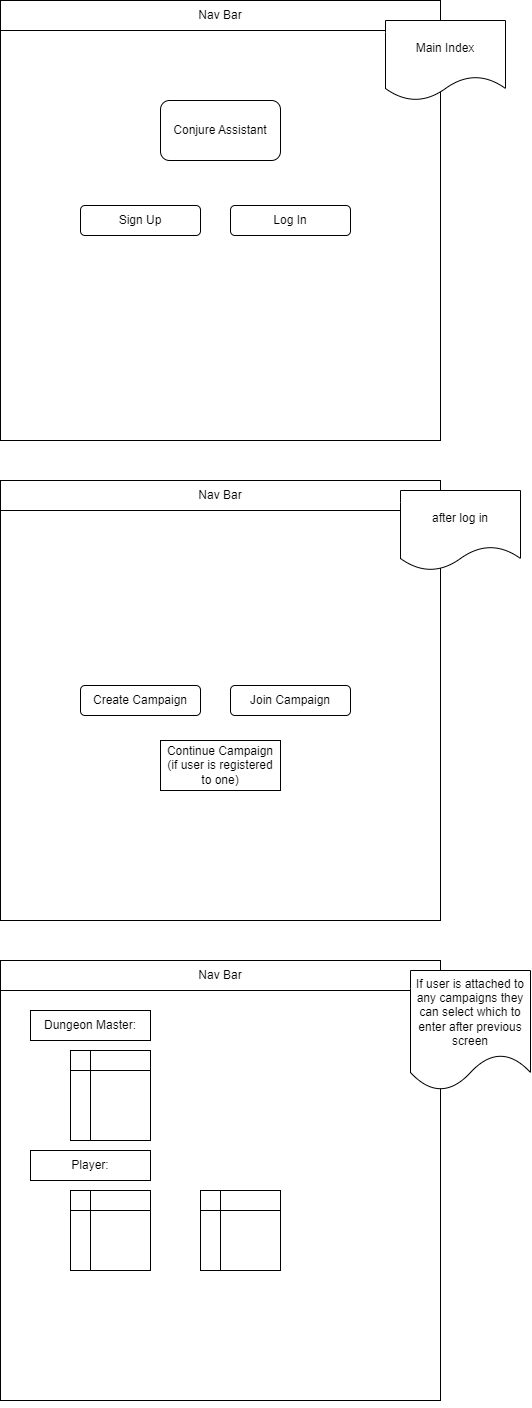 Nav Bar
Main Index
Conjure Assistant
Sign Up
Log In
Nav Bar
after log in
Create Campaign
Join Campaign
Continue Campaign
(if user is registered
to one)
Nav Bar
If user is attached to
any campaigns they
can select which to
enter after previous
screen
Dungeon Master:
Player: